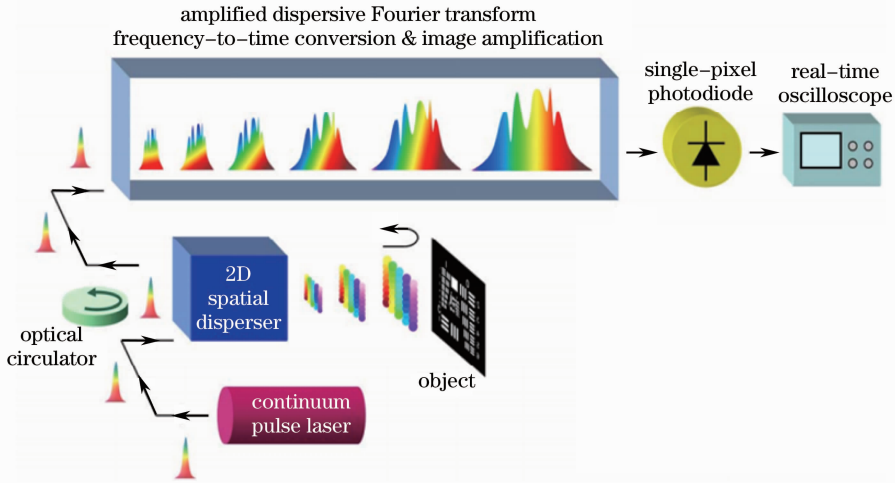 amplified dispersive Fourier transform
frequency-to-time conversion & image amplification
single-pixel
photodiode
real-time
oscilloscope
2D
spatial
disperser
optical
circulator
object
continuum
pulse laser